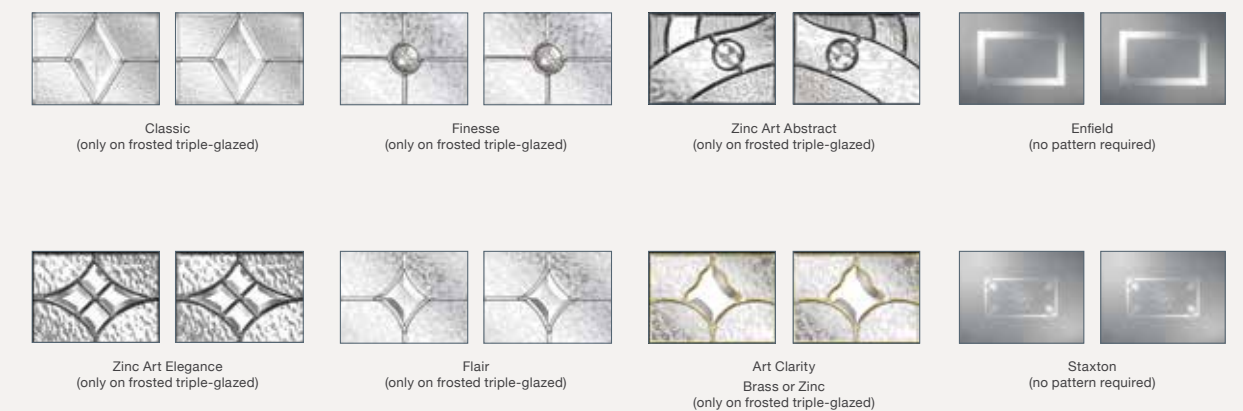 Classic
(only on frosted triple-glazed)
Finesse
(only on frosted triple-glazed)
Zinc Art Abstract
(only on frosted triple-glazed)
Enfield
(no pattern required)
Zinc Art Elegance
(only on frosted triple-glazed)
Flair
(only on frosted triple-glazed)
Art Clarity
Brass or Zinc
(only on frosted triple-glazed)
Staxton
(no pattern required)